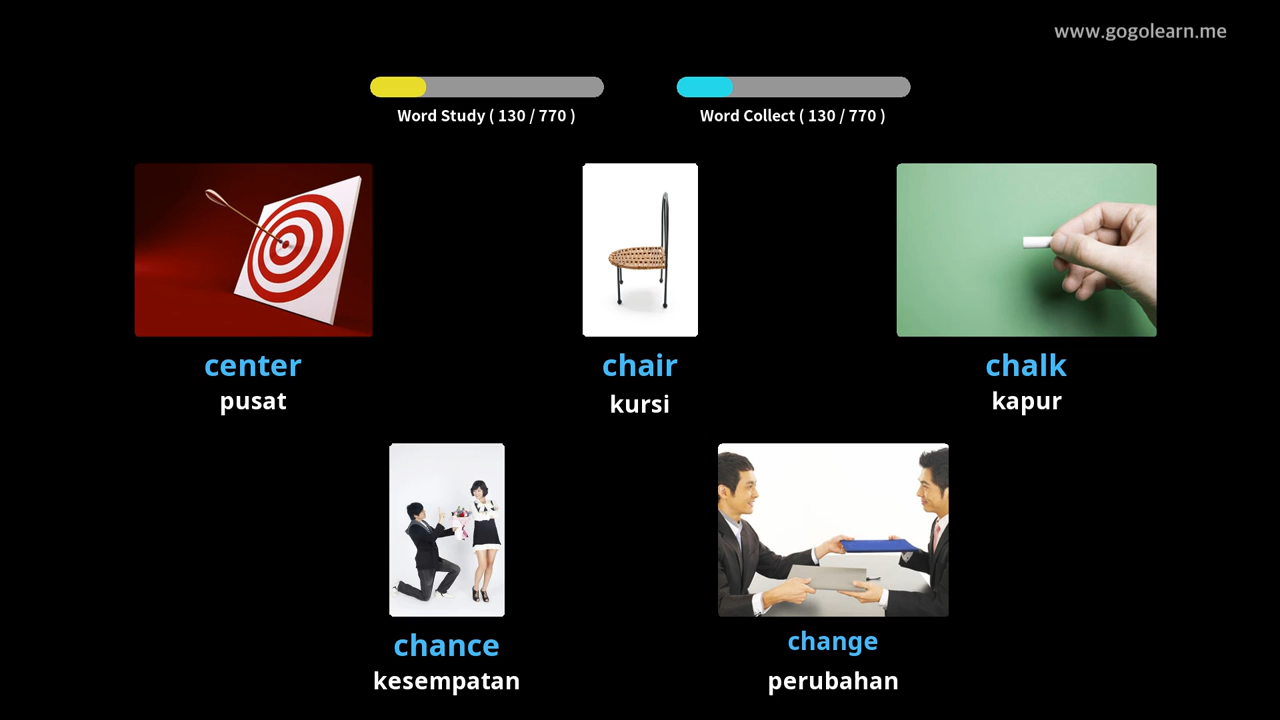 www.gogolearn.me
Word Study ( 130 / 770 )
Word Collect ( 130 / 770 )
center
pusat
chair
kursi
chalk
kapur
chance
kesempatan
change
perubahan